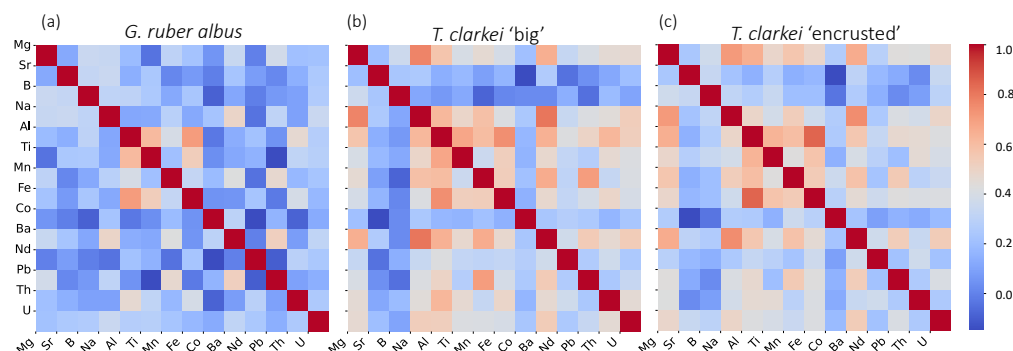 (a)
G. ruber albus
(b)
T. clarkei ‘big’
(c)
T. clarkei ‘encrusted’
Mg
Sr
B
Na
Al
Ti
Mn
Fe
Co
Ba
Nd
Pb
Th
U
Mg Sr B Na Al Ti Mn Fe Co Ba Nd Pb Th U
Mg Sr B Na Al Ti Mn Fe Co Ba Nd Pb Th U
Mg Sr B Na Al Ti Mn Fe Co Ba Nd Pb Th U
1.0
0.8
0.6
0.4
0.2
0.0